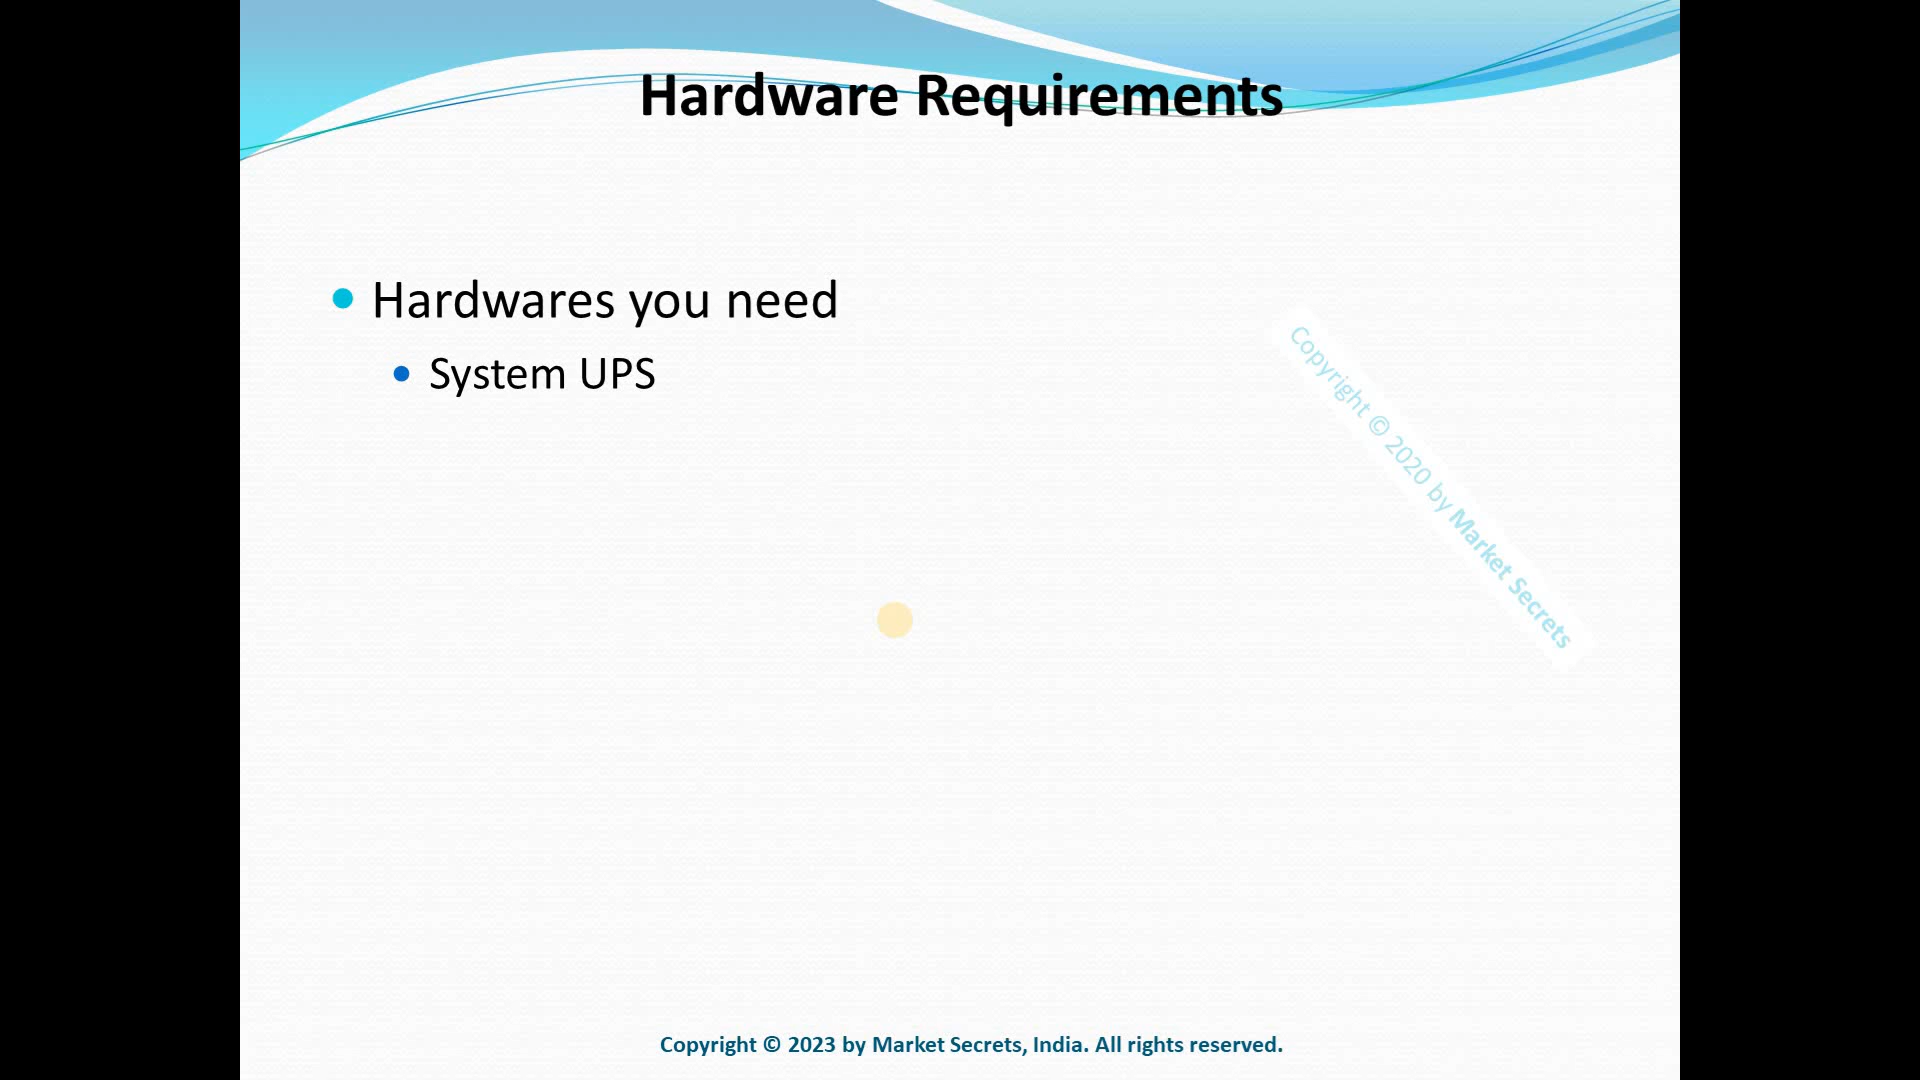 Hardware Requirements
Hardwares you need
System UPS
Copyright © 2020 by Market Secrets
Copyright © 2023 by Market Secrets, India. All rights reserved.